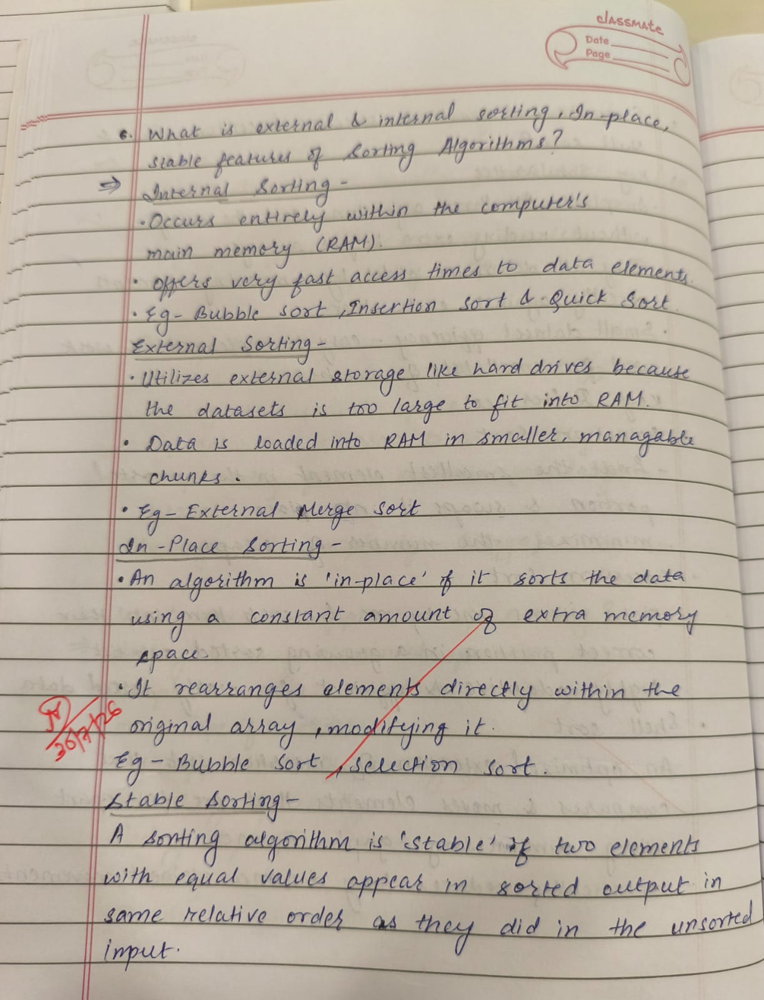 classmate
Date
Page
6. What is external & internal sorting, In-place,
stable features of Sorting Algorithms?
⇒ Internal Sorting -
• Occurs entirely within the computer's
main memory (RAM).
• offers very fast access times to data elements.
• Eg - Bubble sort, Insertion sort & Quick Sort.
External Sorting -
• Utilizes external storage like hard drives because
the datasets is too large to fit into RAM.
• Data is loaded into RAM in smaller, managable
chunks.
• Eg - External Merge sort
In-Place Sorting -
• An algorithm is 'in-place' if it sorts the data
using a constant amount of extra memory
space.
• It rearranges elements directly within the
original array, modifying it.
Eg - Bubble sort, selection sort.
Stable Sorting -
A sorting algorithm is 'stable' if two elements
with equal values appear in sorted output in
same relative order as they did in the unsorted
input.